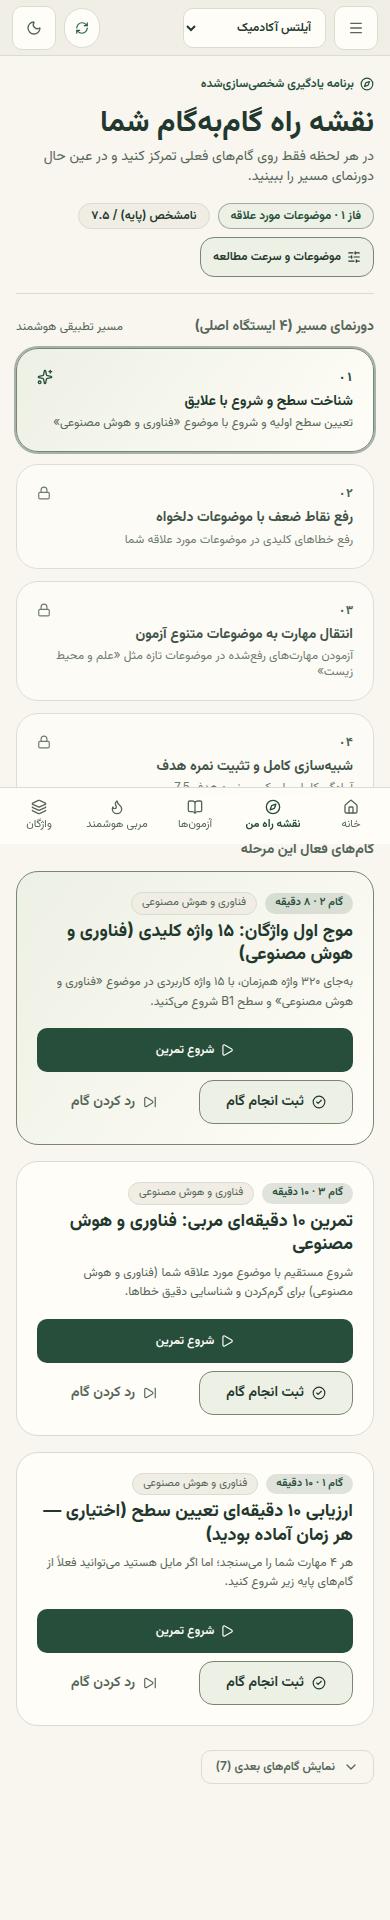 آیلتس آکادمیک
برنامه یادگیری شخصی‌سازی‌شده
نقشه راه گام‌به‌گام شما
در هر لحظه فقط روی گام‌های فعلی تمرکز کنید و در عین حال
دورنمای مسیر را ببینید.
فاز ۱ · موضوعات مورد علاقه
نامشخص (پایه) / ۷.۵
موضوعات و سرعت مطالعه
دورنمای مسیر (۴ ایستگاه اصلی)
مسیر تطبیقی هوشمند
۰۱
شناخت سطح و شروع با علایق
تعیین سطح اولیه و شروع با موضوع «فناوری و هوش مصنوعی»
۰۲
رفع نقاط ضعف با موضوعات دلخواه
رفع خطاهای کلیدی در موضوعات مورد علاقه شما
۰۳
انتقال مهارت به موضوعات متنوع آزمون
آزمودن مهارت‌های رفع‌شده در موضوعات تازه مثل «علم و محیط
زیست»
۰۴
شبیه‌سازی کامل و تثبیت نمره هدف
خانه
نقشه راه من
آزمون‌ها
مربی هوشمند
واژگان
گام‌های فعال این مرحله
گام ۲ · ۸ دقیقه
فناوری و هوش مصنوعی
موج اول واژگان: ۱۵ واژه کلیدی (فناوری و
هوش مصنوعی)
به‌جای ۳۲۰ واژه هم‌زمان، با ۱۵ واژه کاربردی در موضوع «فناوری و
هوش مصنوعی» و سطح B1 شروع می‌کنید.
شروع تمرین
ثبت انجام گام
رد کردن گام
گام ۳ · ۱۰ دقیقه
فناوری و هوش مصنوعی
تمرین ۱۰ دقیقه‌ای مربی: فناوری و هوش
مصنوعی
شروع مستقیم با موضوع مورد علاقه شما (فناوری و هوش
مصنوعی) برای گرم‌کردن و شناسایی دقیق خطاها.
شروع تمرین
ثبت انجام گام
رد کردن گام
گام ۱ · ۱۰ دقیقه
فناوری و هوش مصنوعی
ارزیابی ۱۰ دقیقه‌ای تعیین سطح (اختیاری —
هر زمان آماده بودید)
هر ۴ مهارت شما را می‌سنجد؛ اما اگر مایل هستید می‌توانید فعلاً از
گام‌های پایه زیر شروع کنید.
شروع تمرین
ثبت انجام گام
رد کردن گام
نمایش گام‌های بعدی (7)